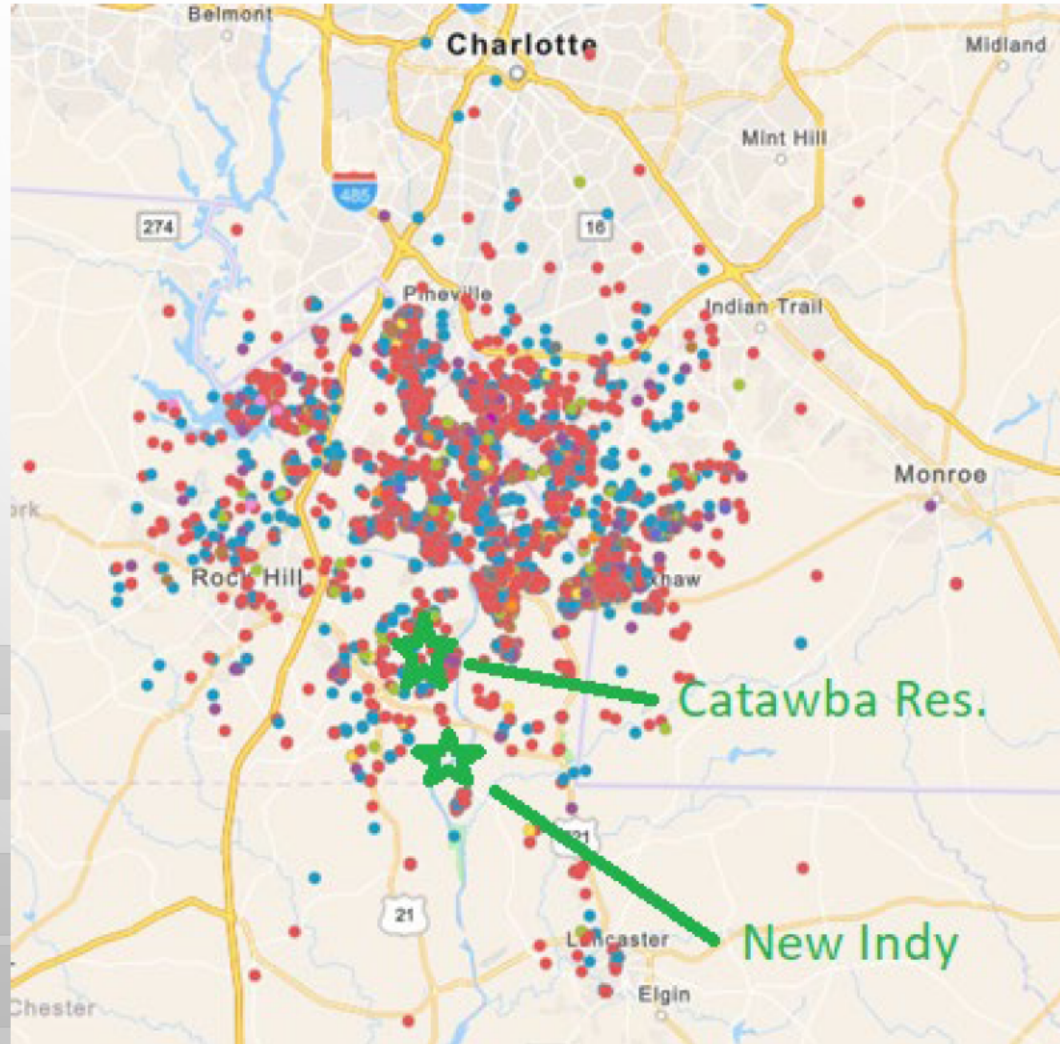 Belmont
Charlotte
Midland
Mint Hill
485
274
16
Pineville
Indian Trail
Monroe
Rock Hill
Catawba Res.
21
New Indy
Lancaster
Elgin
Chester